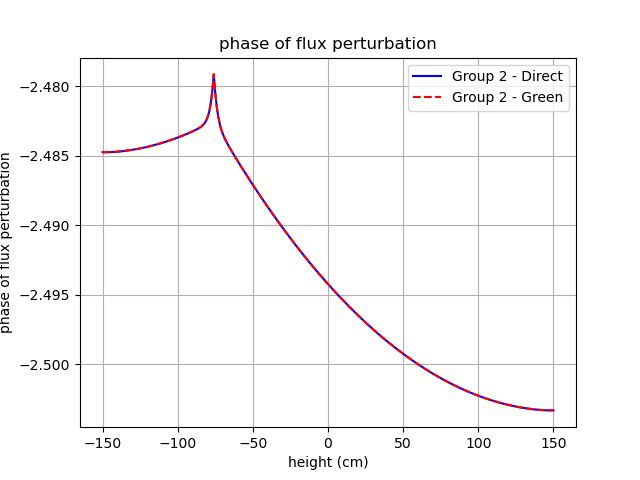 phase of flux perturbation
Group 2 - Direct
Group 2 - Green
phase of flux perturbation
−2.480
−2.485
−2.490
−2.495
−2.500
−150
−100
−50
0
50
100
150
height (cm)